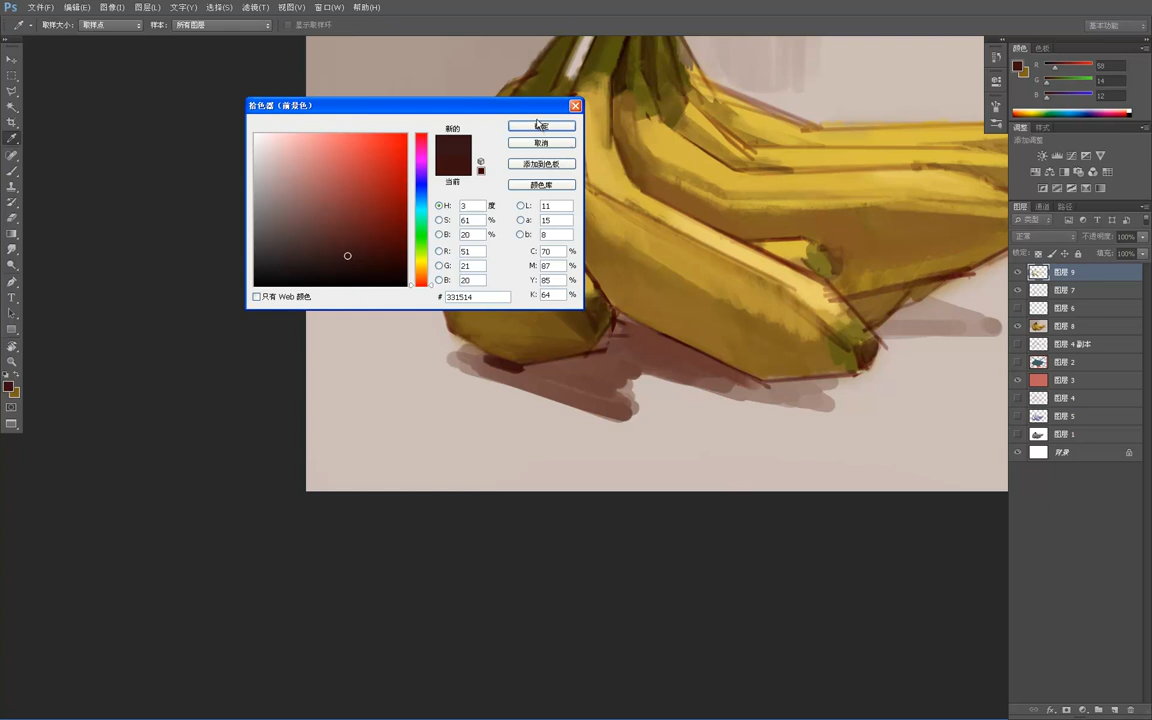 Ps 文件(F) 编辑(E) 图像(I) 图层(L) 文字(Y) 选择(S) 滤镜(T) 视图(V) 窗口(W) 帮助(H)
取样大小: 取样点 样本: 所有图层 显示取样环 基本功能
颜色 色板
R 58
G 14
B 12
调整 样式
添加调整
图层 通道 路径
类型
正常 不透明度: 100%
锁定: 填充: 100%
图层 9
图层 7
图层 6
图层 8
图层 4 副本
图层 2
图层 3
图层 4
图层 5
图层 1
背景
拾色器（前景色）
新的
当前
取消
添加到色板
颜色库
H: 3 度
S: 61 %
B: 20 %
R: 51
G: 21
B: 20
# 331514
L: 11
a: 15
b: 8
C: 70 %
M: 87 %
Y: 85 %
K: 64 %
只有 Web 颜色